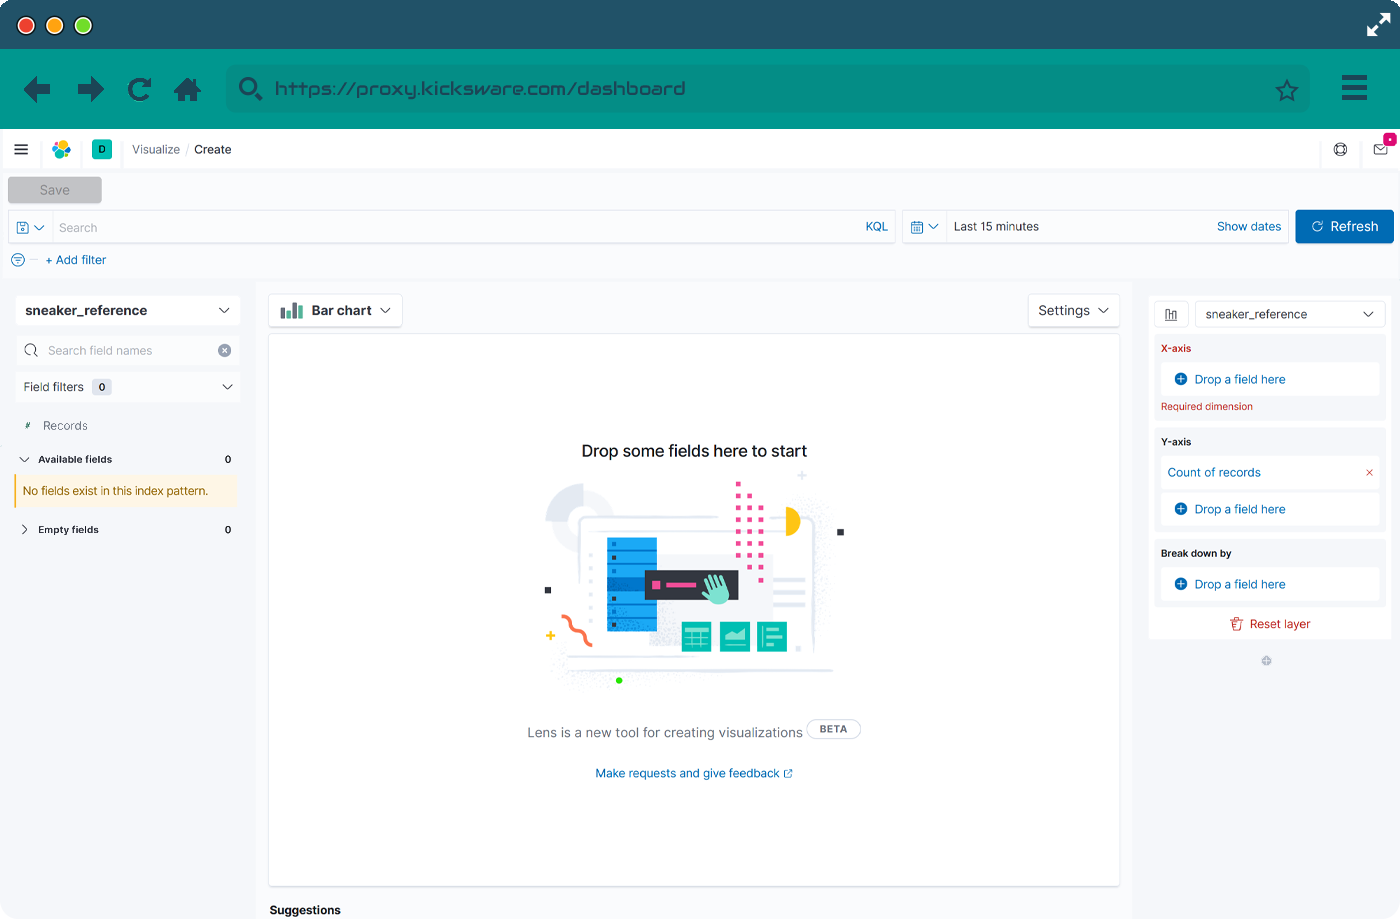 https://proxy.kicksware.com/dashboard
D Visualize / Create
Save
Search KQL Last 15 minutes Show dates Refresh
+ Add filter
sneaker_reference
Search field names
Field filters 0
# Records
Available fields 0
No fields exist in this index pattern.
Empty fields 0
Bar chart Settings
Drop some fields here to start
Lens is a new tool for creating visualizations BETA
Make requests and give feedback
Suggestions
sneaker_reference
X-axis
Drop a field here
Required dimension
Y-axis
Count of records
Drop a field here
Break down by
Drop a field here
Reset layer